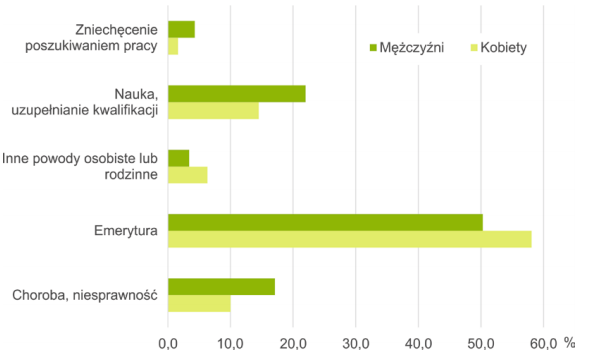 Zniechęcenie
poszukiwaniem pracy
Mężczyźni
Kobiety
Nauka,
uzupełnianie kwalifikacji
Inne powody osobiste lub
rodzinne
Emerytura
Choroba, niesprawność
0,0 10,0 20,0 30,0 40,0 50,0 60,0 %